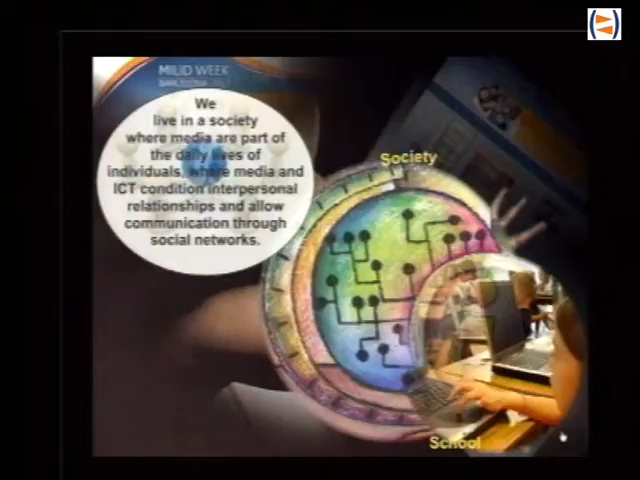 MILID WEEK
BARCELONA
We
live in a society
where media are part of
the daily lives of
individuals, where media and
ICT condition interpersonal
relationships and allow
communication through
social networks.
Society
School